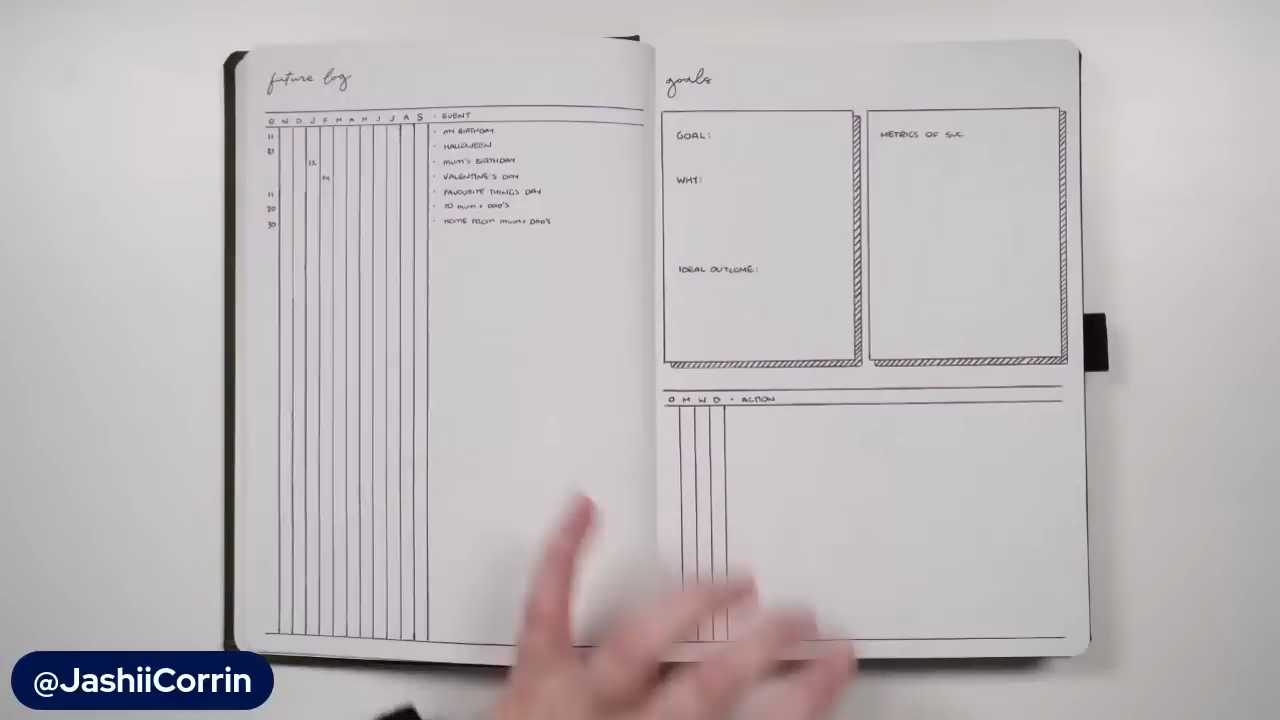 future log
O N D J F M A M J J A S · EVENT
11 · MY BIRTHDAY
31 · HALLOWEEN
12 · MUM'S BIRTHDAY
14 · VALENTINE'S DAY
11 · FAVOURITE THINGS DAY
20 · TO MUM + DAD'S
30 · HOME FROM MUM + DAD'S
goals
GOAL:
WHY:
IDEAL OUTCOME:
METRICS OF SUC
Q M W D · ACTION
@JashiiCorrin